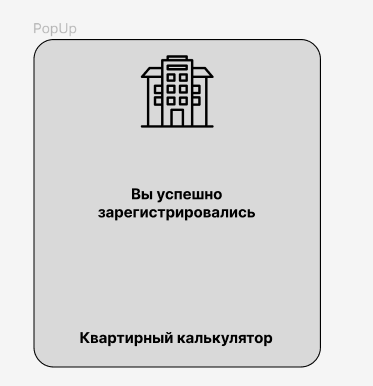 PopUp
Вы успешно
зарегистрировались
Квартирный калькулятор